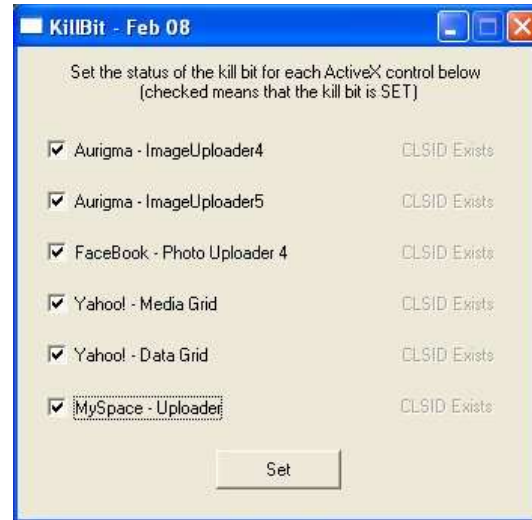 KillBit - Feb 08
Set the status of the kill bit for each ActiveX control below
(checked means that the kill bit is SET)
Aurigma - ImageUploader4 CLSID Exists
Aurigma - ImageUploader5 CLSID Exists
FaceBook - Photo Uploader 4 CLSID Exists
Yahoo! - Media Grid CLSID Exists
Yahoo! - Data Grid CLSID Exists
MySpace - Uploader CLSID Exists
Set